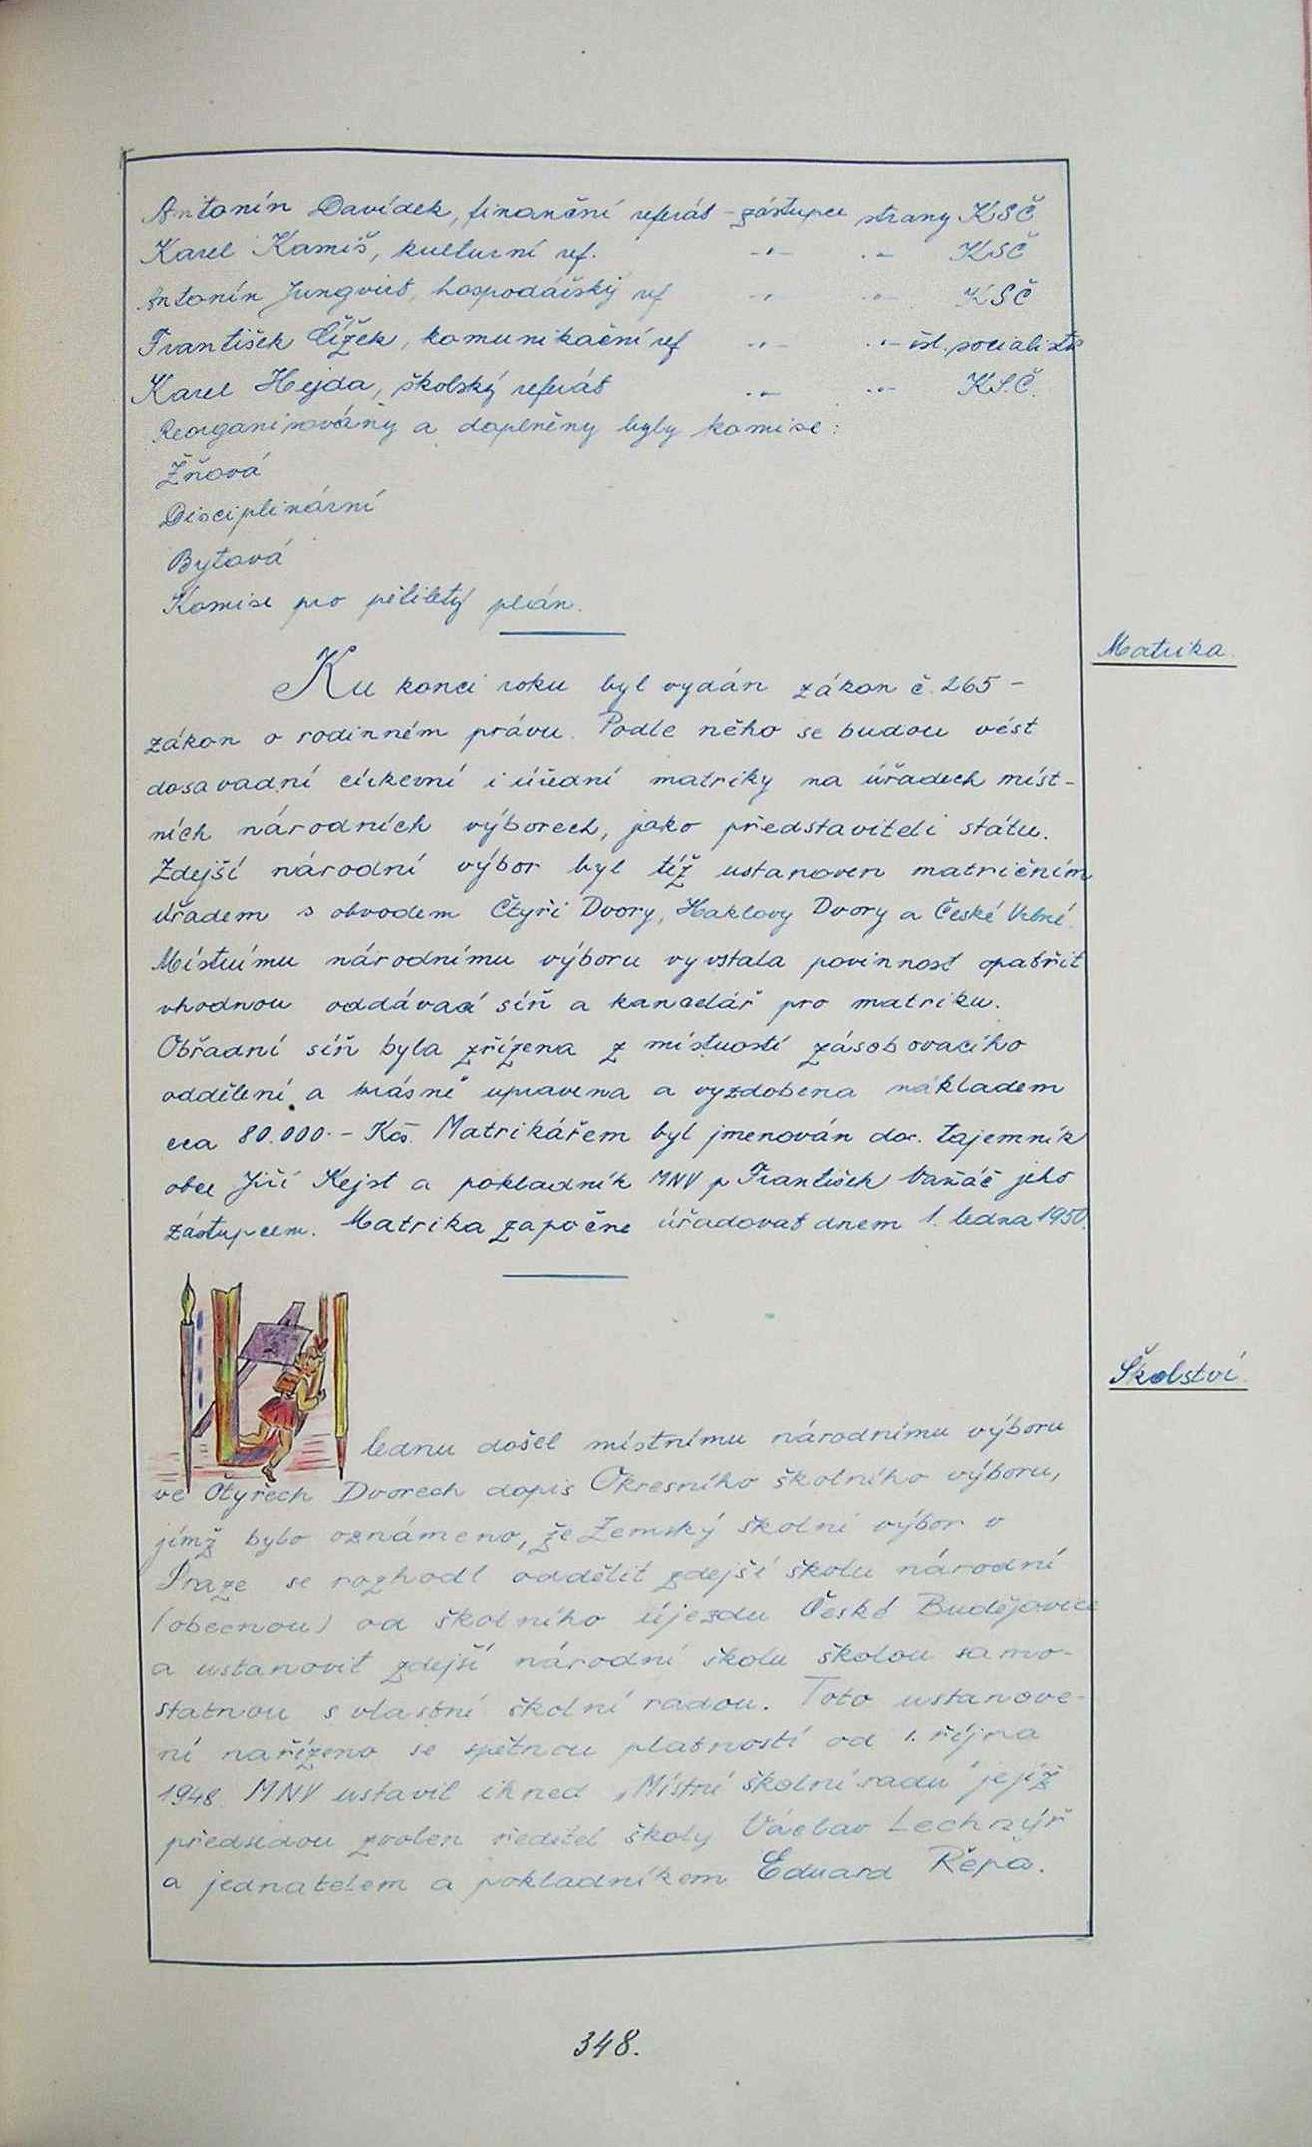 Antonín Davídek, finanční referát - zástupce strany KSČ
Karel Kamiš, kulturní ref. -"- -"- KSČ
Antonín Jungvirt, hospodářský ref -"- -"- KSČ
František Čížek, komunikační ref -"- -"- čsl. socialistů
Karel Hejda, školský referát -"- -"- KSČ.
Reorganisovány a doplněny byly komise:
Žňová
Disciplinární
Bytová
Komise pro pětiletý plán.
Matrika.
Ku konci roku byl vydán zákon č. 265 -
zákon o rodinném právu. Podle něho se budou vést
dosavadní církevní i úřední matriky na úřadech míst-
ních národních výborech, jako představiteli státu.
Zdejší národní výbor byl též ustanoven matričním
úřadem s obvodem Čtyři Dvory, Haklovy Dvory a České Vrbné.
Místnímu národnímu výboru vyvstala povinnost opatřit
vhodnou oddávací síň a kancelář pro matriku.
Obřadní síň byla zřízena z místností zásobovacího
oddělení a krásně upravena a vyzdobena nákladem
cca 80.000.- Kčs. Matrikářem byl jmenován dos. tajemník
obce Jiří Kejst a pokladník MNV p František Vaňáč jeho
zástupcem. Matrika započne úřadovat dnem 1. ledna 1950.
Školství.
V lednu došel místnímu národnímu výboru
ve Čtyřech Dvorech dopis Okresního školního výboru,
jímž bylo oznámeno, že Zemský školní výbor v
Praze se rozhodl oddělit zdejší školu národní
(obecnou) od školního újezdu České Budějovice
a ustanovit zdejší národní školu školou samo-
statnou s vlastní školní radou. Toto ustanove-
ní nařízeno se zpětnou platností od 1. října
1948. MNV ustavil ihned „Místní školní radu" jejíž
předsedou zvolen ředitel školy Václav Lechnýř
a jednatelem a pokladníkem Eduard Řepa.
348.